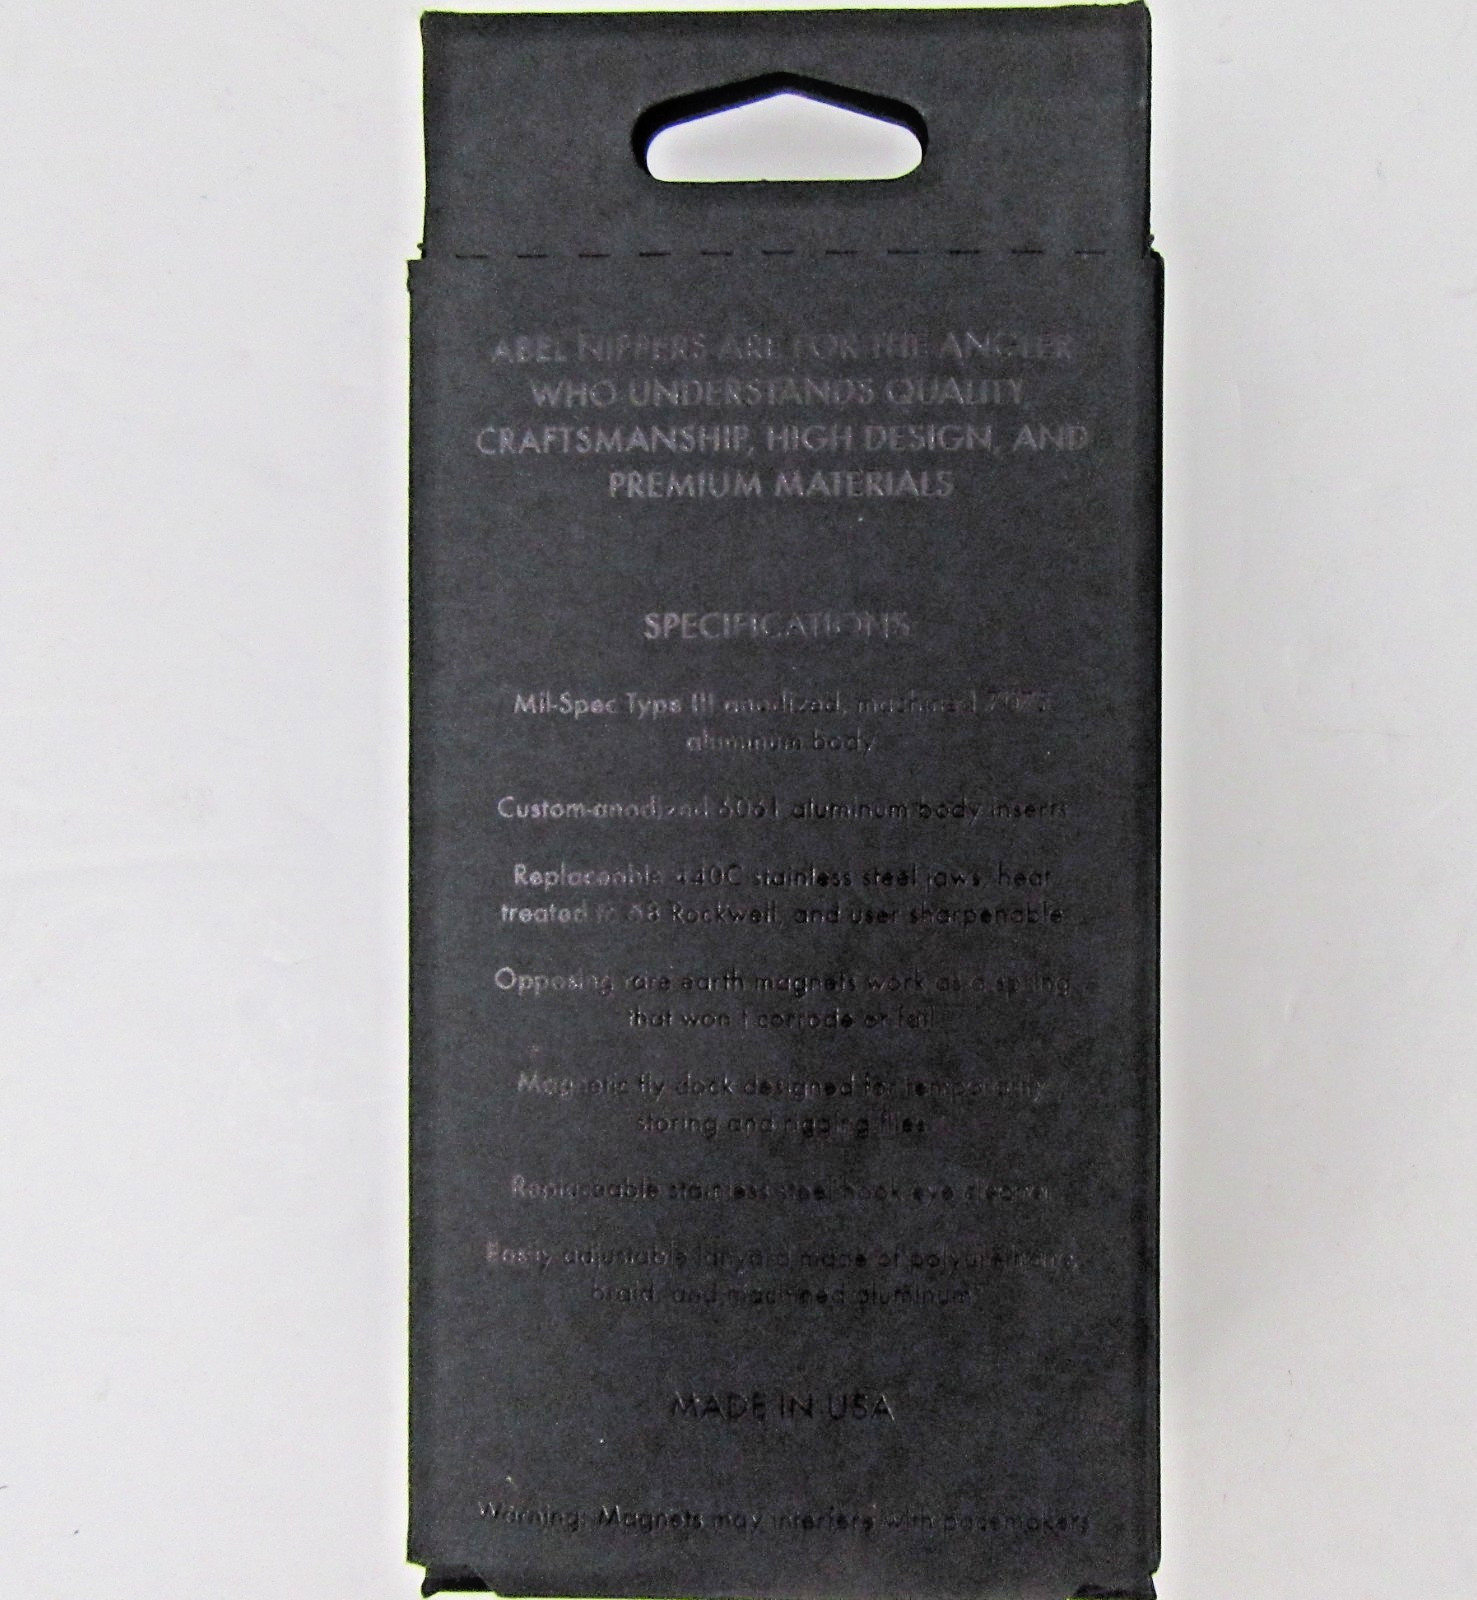 ABEL NIPPERS ARE FOR THE ANGLER
WHO UNDERSTANDS QUALITY
CRAFTSMANSHIP, HIGH DESIGN, AND
PREMIUM MATERIALS
SPECIFICATIONS
Mil-Spec Type III anodized, machined 7075
aluminum body
Custom-anodized 6061 aluminum body inserts
Replaceable 440C stainless steel jaws, heat
treated to Rockwell, and user sharpenable
Opposing rare earth magnets work as a spring
that won't corrode or fail
Magnetic fly dock designed for temporarily
storing and rigging flies
Replaceable stainless steel hook eye cleaner
Easily adjustable lanyard made of polyurethane,
braid, and machined aluminum
MADE IN USA
Warning: Magnets may interfere with pacemakers